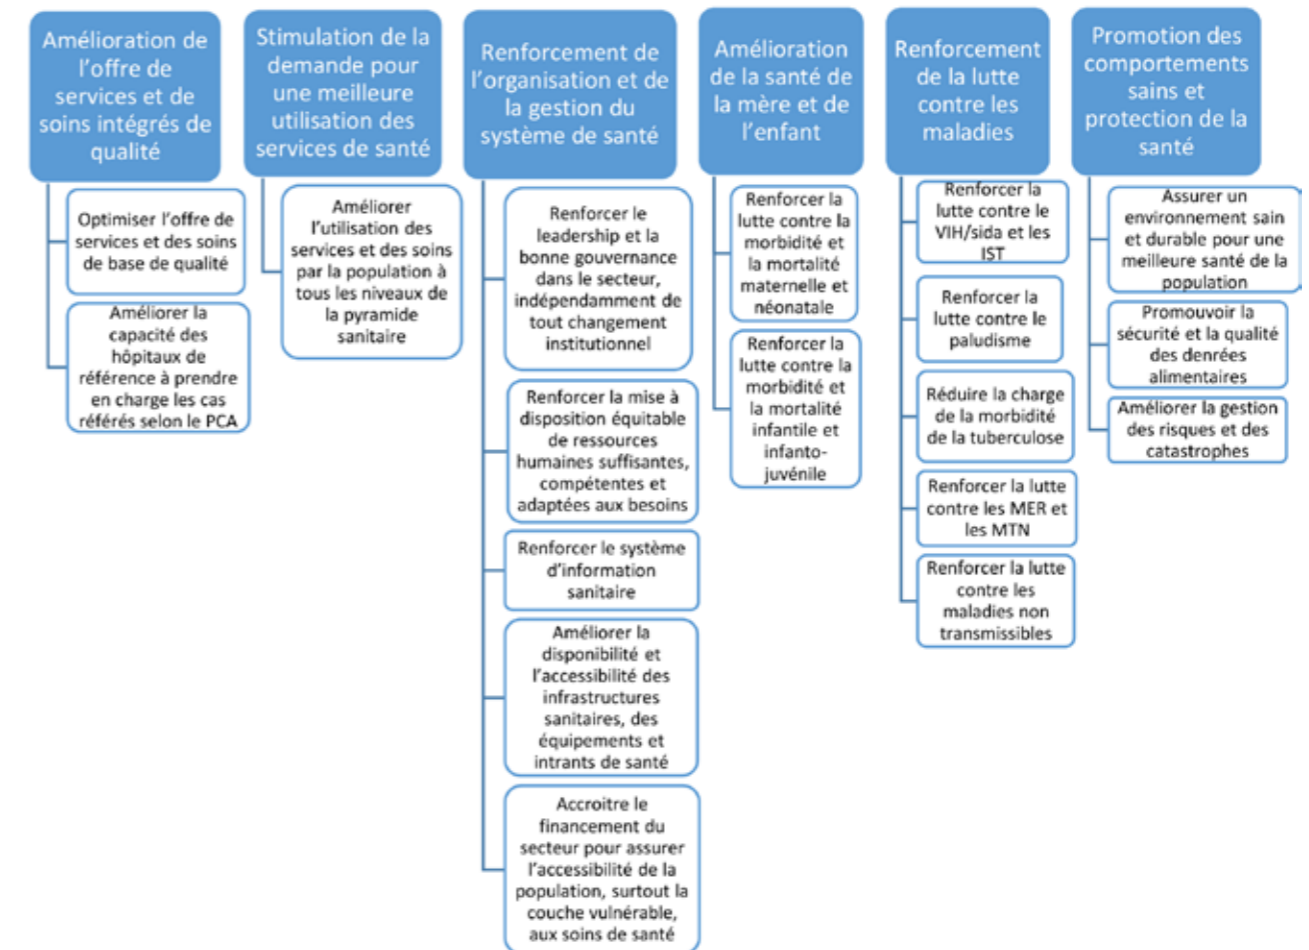 Amélioration de
l'offre de
services et de
soins intégrés de
qualité
Optimiser l'offre de
services et des soins
de base de qualité
Améliorer la
capacité des
hôpitaux de
référence à prendre
en charge les cas
référés selon le PCA
Stimulation de la
demande pour
une meilleure
utilisation des
services de santé
Améliorer
l'utilisation des
services et des soins
par la population à
tous les niveaux de
la pyramide
sanitaire
Renforcement de
l'organisation et de
la gestion du
système de santé
Renforcer le
leadership et la
bonne gouvernance
dans le secteur,
indépendamment de
tout changement
institutionnel
Renforcer la mise à
disposition équitable
de ressources
humaines suffisantes,
compétentes et
adaptées aux besoins
Renforcer le système
d'information
sanitaire
Améliorer la
disponibilité et
l'accessibilité des
infrastructures
sanitaires, des
équipements et
intrants de santé
Accroitre le
financement du
secteur pour assurer
l'accessibilité de la
population, surtout la
couche vulnérable,
aux soins de santé
Amélioration
de la santé de
la mère et de
l'enfant
Renforcer la
lutte contre la
morbidité et
la mortalité
maternelle et
néonatale
Renforcer la
lutte contre la
morbidité et
la mortalité
infantile et
infanto-
juvénile
Renforcement
de la lutte
contre les
maladies
Renforcer la
lutte contre le
VIH/sida et les
IST
Renforcer la
lutte contre le
paludisme
Réduire la charge
de la morbidité
de la tuberculose
Renforcer la lutte
contre les MER et
les MTN
Renforcer la lutte
contre les
maladies non
transmissibles
Promotion des
comportements
sains et
protection de la
santé
Assurer un
environnement sain
et durable pour une
meilleure santé de la
population
Promouvoir la
sécurité et la qualité
des denrées
alimentaires
Améliorer la gestion
des risques et des
catastrophes